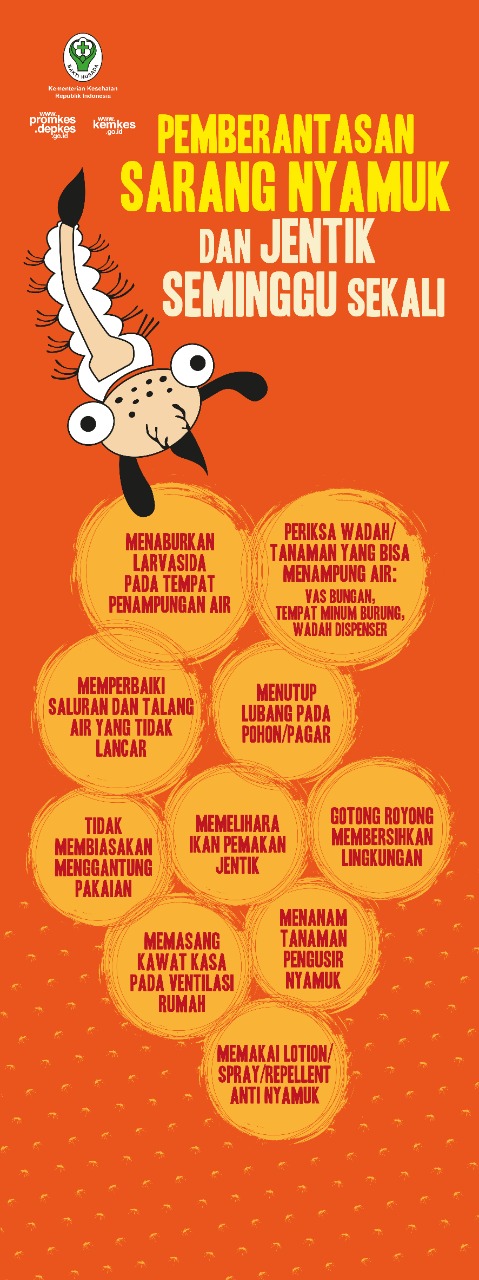 BAKTI HUSADA
Kementerian Kesehatan
Republik Indonesia
www.
promkes
.depkes
.go.id
www.
kemkes
.go.id
PEMBERANTASAN
SARANG NYAMUK
DAN JENTIK
SEMINGGU SEKALI
MENABURKAN
LARVASIDA
PADA TEMPAT
PENAMPUNGAN AIR
PERIKSA WADAH/
TANAMAN YANG BISA
MENAMPUNG AIR:
VAS BUNGAN,
TEMPAT MINUM BURUNG,
WADAH DISPENSER
MEMPERBAIKI
SALURAN DAN TALANG
AIR YANG TIDAK
LANCAR
MENUTUP
LUBANG PADA
POHON/PAGAR
TIDAK
MEMBIASAKAN
MENGGANTUNG
PAKAIAN
MEMELIHARA
IKAN PEMAKAN
JENTIK
GOTONG ROYONG
MEMBERSIHKAN
LINGKUNGAN
MEMASANG
KAWAT KASA
PADA VENTILASI
RUMAH
MENANAM
TANAMAN
PENGUSIR
NYAMUK
MEMAKAI LOTION/
SPRAY/REPELLENT
ANTI NYAMUK